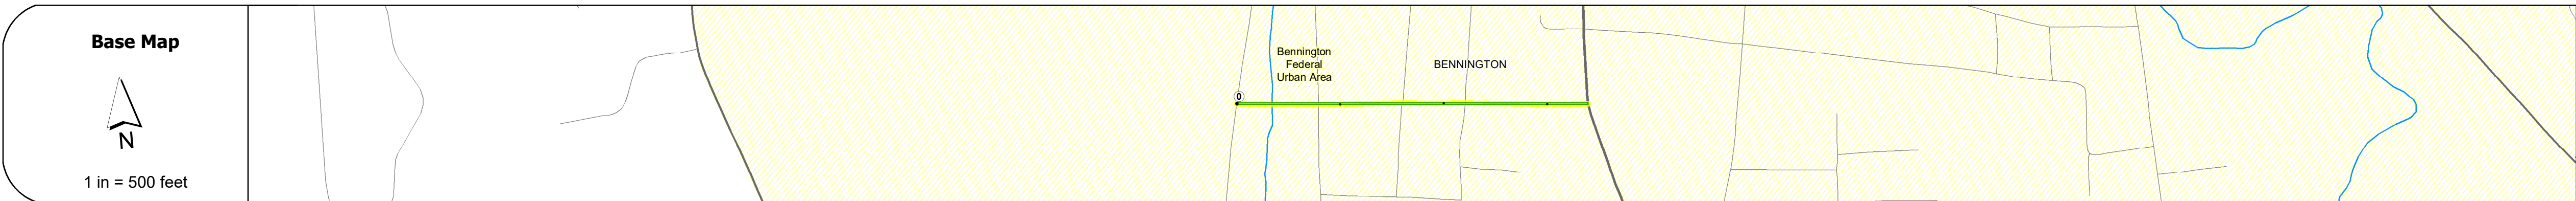 Base Map
N
1 in = 500 feet
0
Bennington
Federal
Urban Area
BENNINGTON